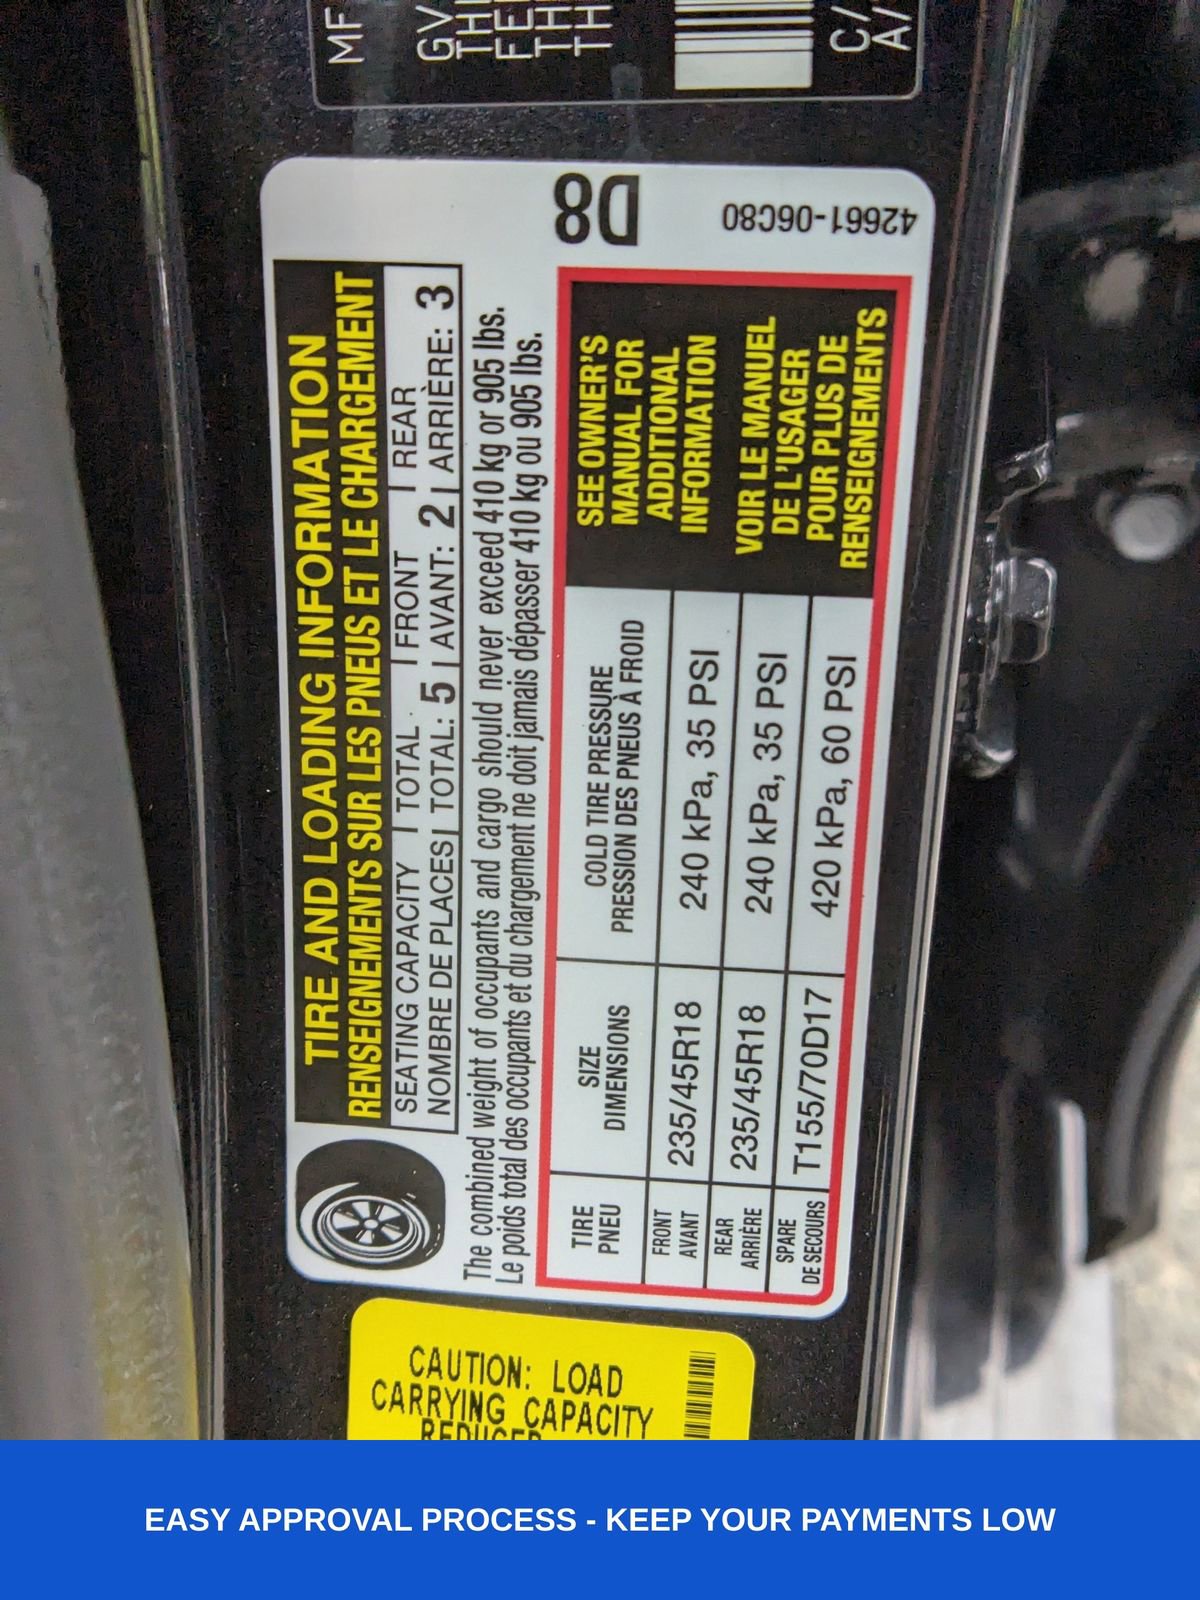 MF
GV
TH
TH
C/
A/
D8
42661-06C80
TIRE AND LOADING INFORMATION
RENSEIGNEMENTS SUR LES PNEUS ET LE CHARGEMENT
SEATING CAPACITY | TOTAL | FRONT | REAR
NOMBRE DE PLACES | TOTAL: 5 | AVANT: 2 | ARRIÈRE: 3
The combined weight of occupants and cargo should never exceed 410 kg or 905 lbs.
Le poids total des occupants et du chargement ne doit jamais dépasser 410 kg ou 905 lbs.
TIRE
PNEU
SIZE
DIMENSIONS
COLD TIRE PRESSURE
PRESSION DES PNEUS À FROID
FRONT
AVANT
235/45R18
240 kPa, 35 PSI
REAR
ARRIÈRE
235/45R18
240 kPa, 35 PSI
SPARE
DE SECOURS
T155/70D17
420 kPa, 60 PSI
SEE OWNER'S
MANUAL FOR
ADDITIONAL
INFORMATION
VOIR LE MANUEL
DE L'USAGER
POUR PLUS DE
RENSEIGNEMENTS
CAUTION: LOAD
CARRYING CAPACITY
REDUCED
EASY APPROVAL PROCESS - KEEP YOUR PAYMENTS LOW